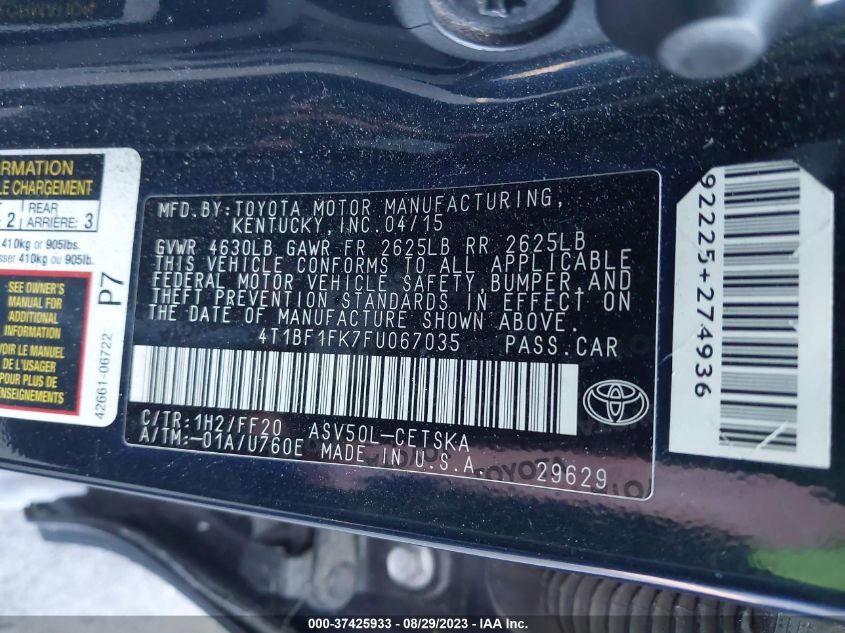 MFD. BY: TOYOTA MOTOR MANUFACTURING,
KENTUCKY, INC. 04/15
GVWR 4630LB GAWR FR 2625LB RR 2625LB
THIS VEHICLE CONFORMS TO ALL APPLICABLE
FEDERAL MOTOR VEHICLE SAFETY, BUMPER, AND
THEFT PREVENTION STANDARDS IN EFFECT ON
THE DATE OF MANUFACTURE SHOWN ABOVE.
4T1BF1FK7FU067035 PASS. CAR
C/TR: 1H2/FF20 ASV50L-CETSKA
A/TM: -01A/U760E MADE IN U.S.A. 29629
TOYOTA
92225+274936
REAR
ARRIÈRE: 3
2
410kg or 905lbs.
410kg ou 905lbs.
SEE OWNER'S
MANUAL FOR
ADDITIONAL
INFORMATION
VOIR LE MANUEL
DE L'USAGER
POUR PLUS DE
RENSEIGNEMENTS
P7
42661-06722
CHARGEMENT
000-37425933 - 08/29/2023 - IAA Inc.